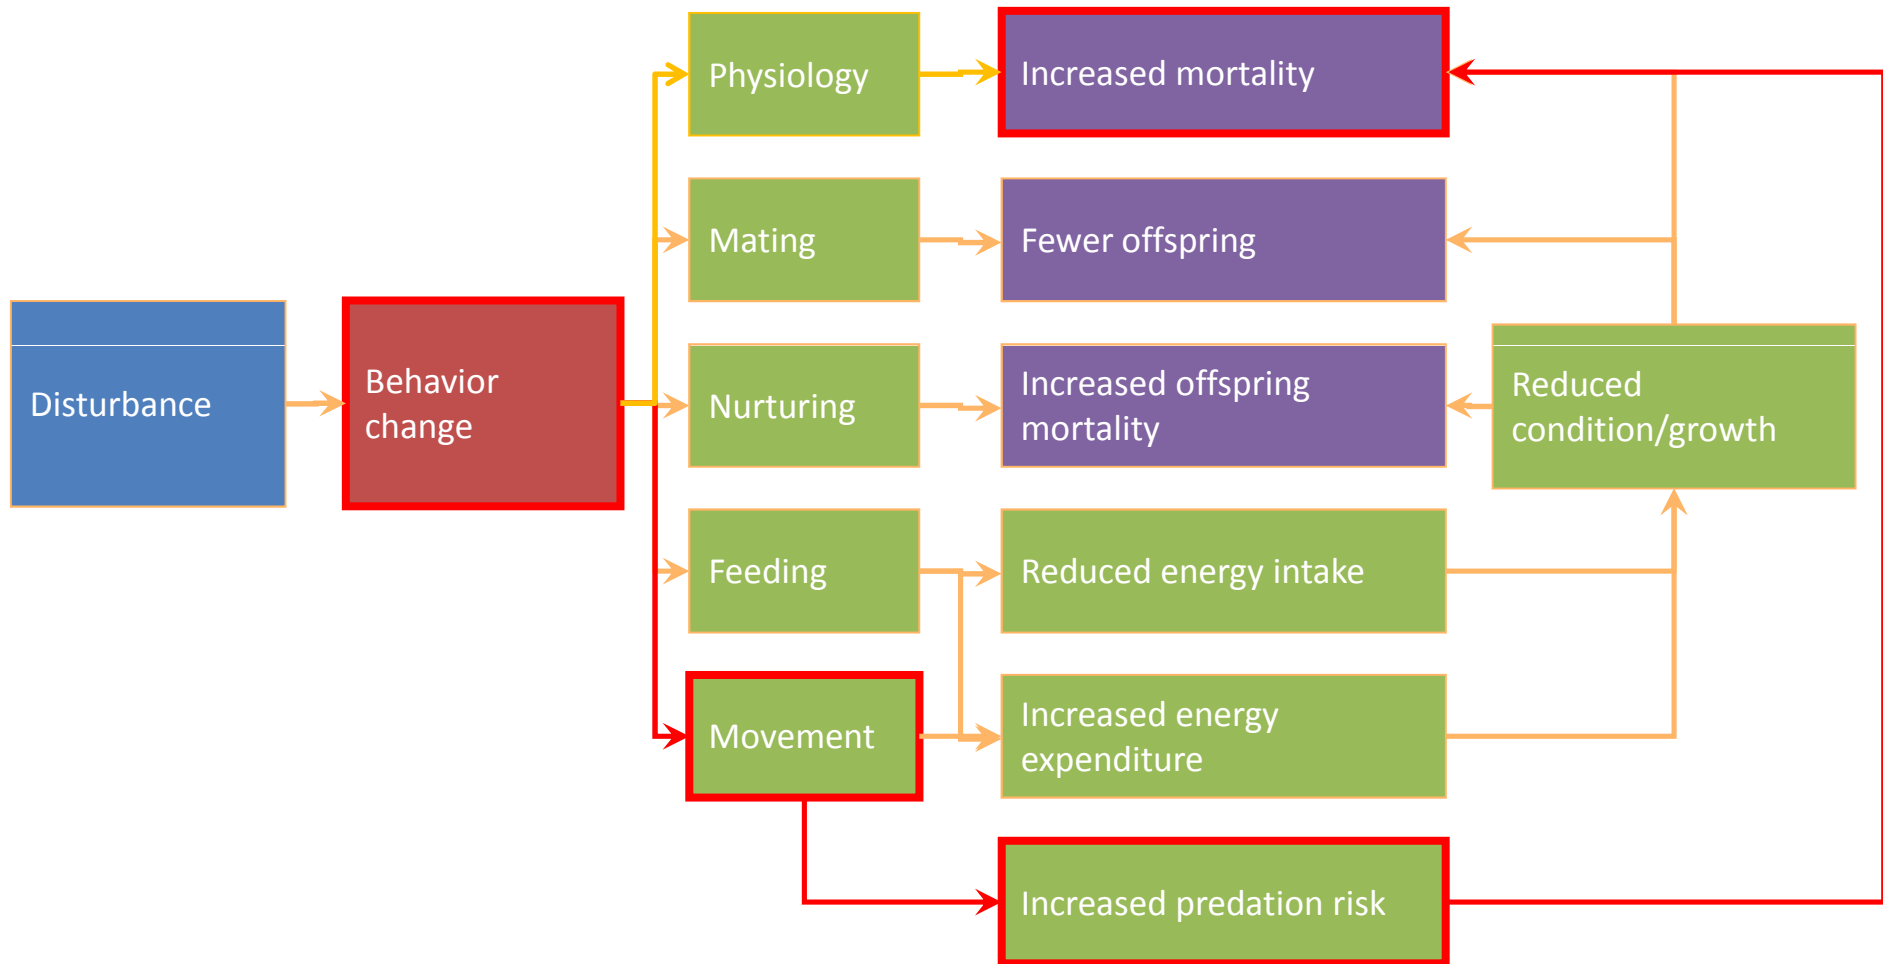 Physiology
Increased mortality
Mating
Fewer offspring
Disturbance
Behavior
change
Nurturing
Increased offspring
mortality
Reduced
condition/growth
Feeding
Reduced energy intake
Movement
Increased energy
expenditure
Increased predation risk